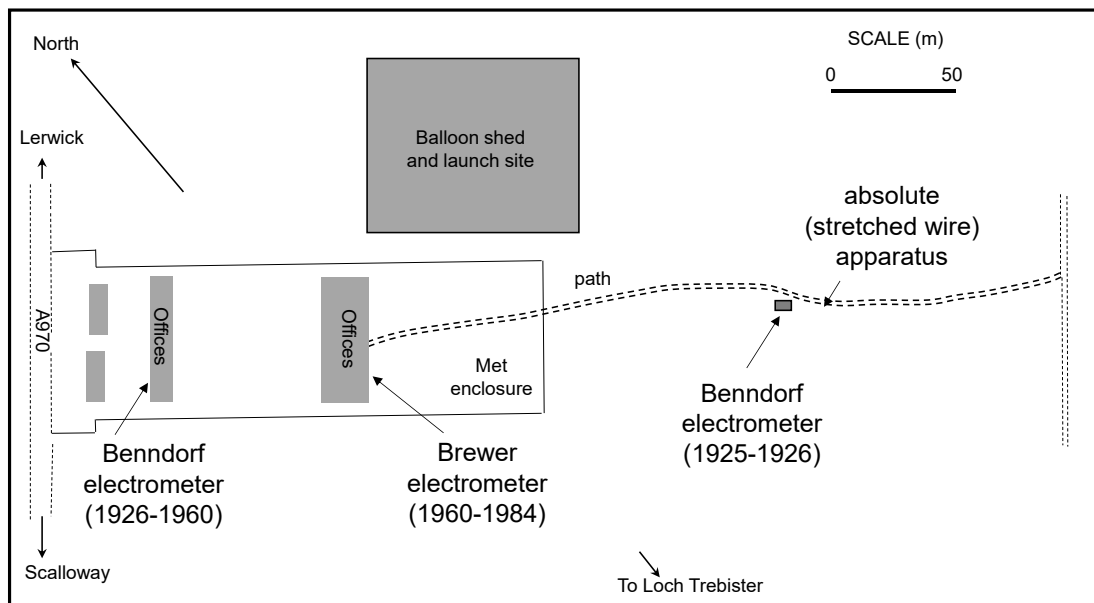 North
SCALE (m)
0 50
Lerwick
Balloon shed
and launch site
absolute
(stretched wire)
apparatus
path
A970
Offices
Offices
Met
enclosure
Benndorf
electrometer
(1926-1960)
Brewer
electrometer
(1960-1984)
Benndorf
electrometer
(1925-1926)
Scalloway
To Loch Trebister